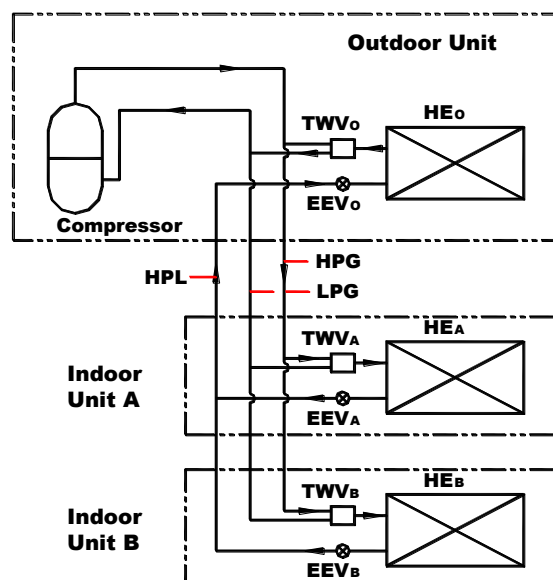 Outdoor Unit
TWVO
HEO
EEVO
Compressor
HPG
HPL
LPG
TWVA
HEA
Indoor
Unit A
EEVA
TWVB
HEB
Indoor
Unit B
EEVB